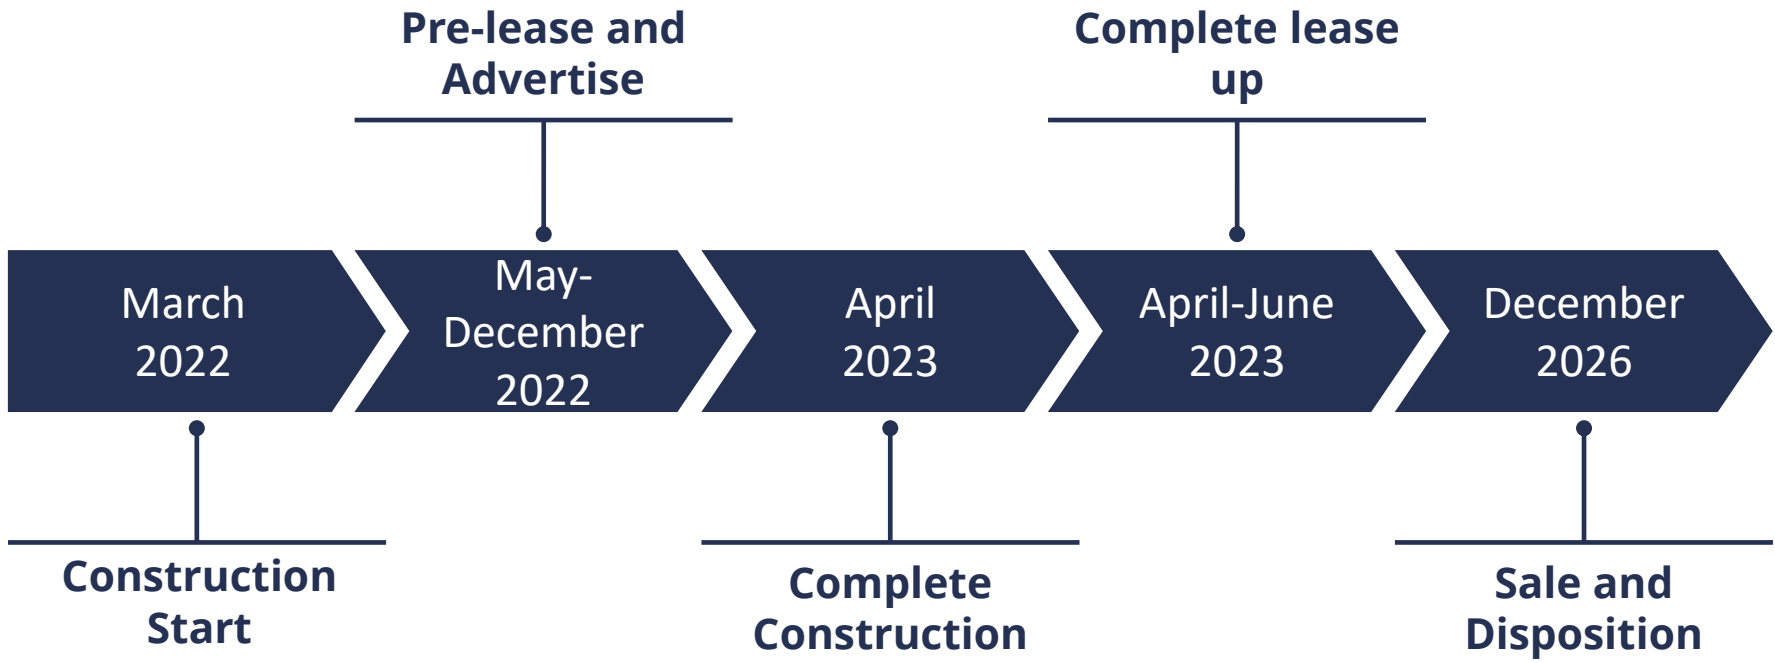 Pre-lease and
Advertise
Complete lease
up
March
2022
May-
December
2022
April
2023
April-June
2023
December
2026
Construction
Start
Complete
Construction
Sale and
Disposition